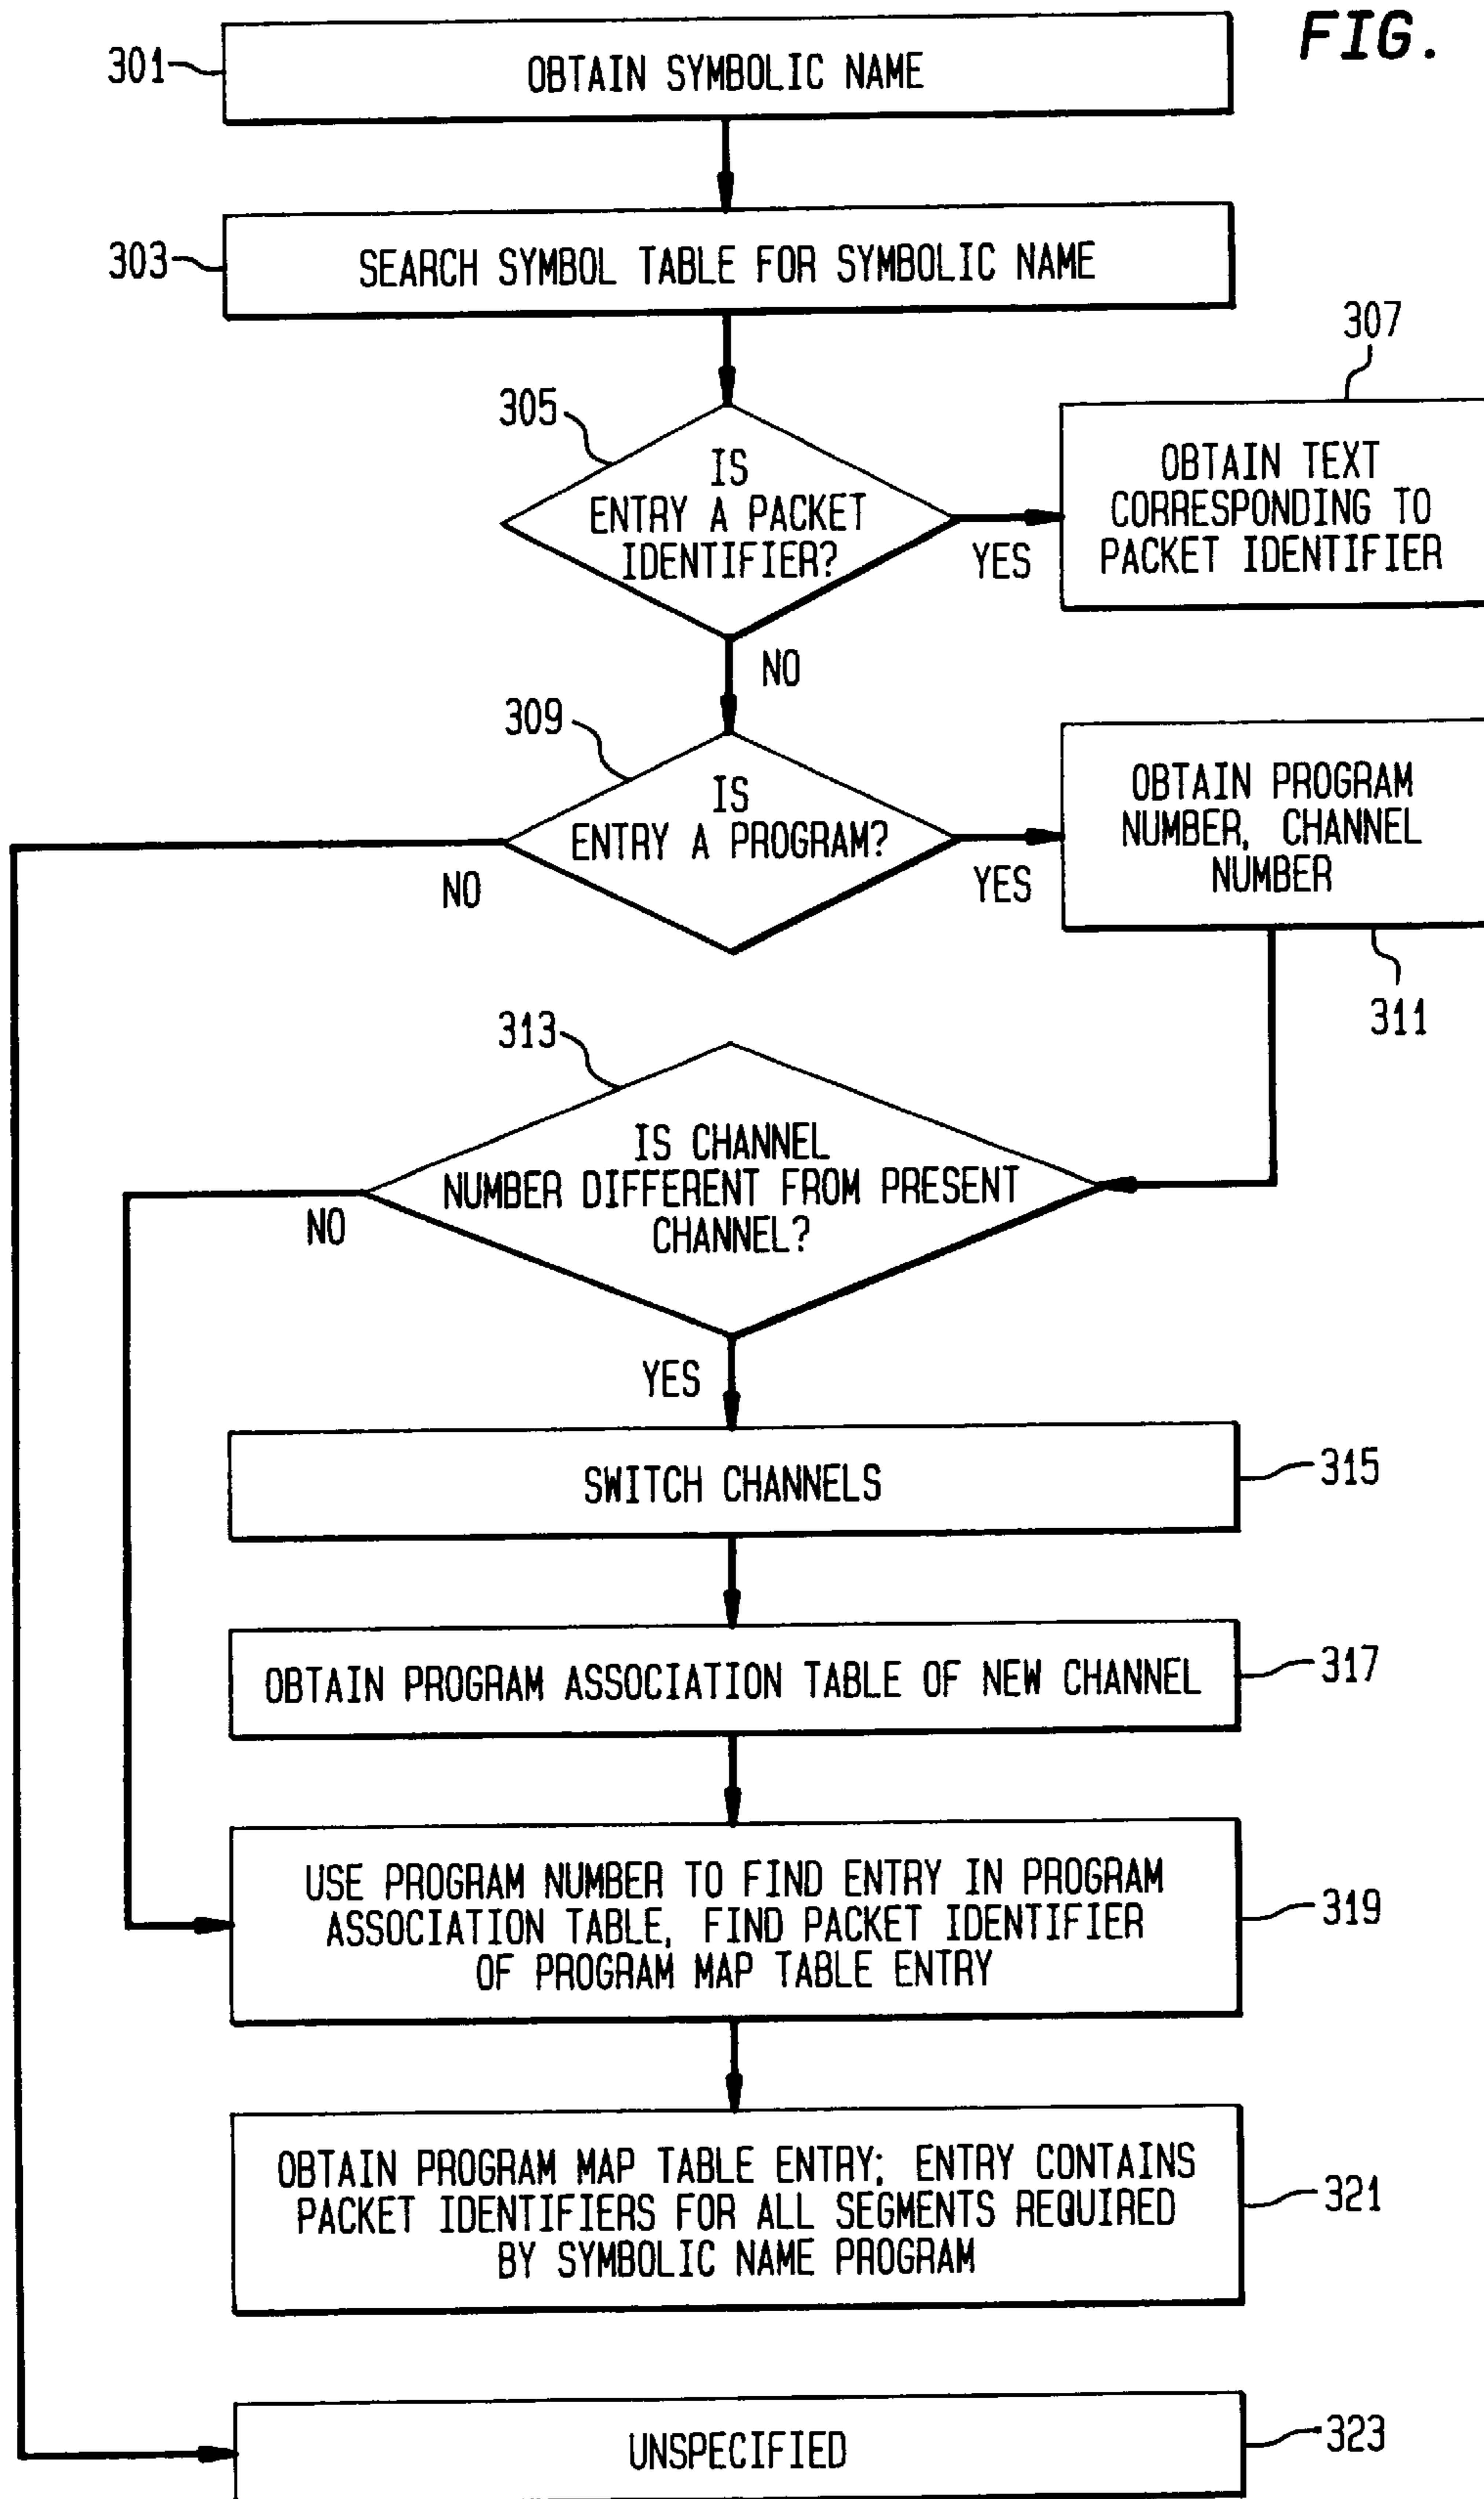 FIG.
301
OBTAIN SYMBOLIC NAME
303
SEARCH SYMBOL TABLE FOR SYMBOLIC NAME
305
IS
ENTRY A PACKET
IDENTIFIER?
YES
NO
307
OBTAIN TEXT
CORRESPONDING TO
PACKET IDENTIFIER
309
IS
ENTRY A PROGRAM?
NO
YES
OBTAIN PROGRAM
NUMBER, CHANNEL
NUMBER
311
313
IS CHANNEL
NUMBER DIFFERENT FROM PRESENT
CHANNEL?
NO
YES
SWITCH CHANNELS
315
OBTAIN PROGRAM ASSOCIATION TABLE OF NEW CHANNEL
317
USE PROGRAM NUMBER TO FIND ENTRY IN PROGRAM
ASSOCIATION TABLE, FIND PACKET IDENTIFIER
OF PROGRAM MAP TABLE ENTRY
319
OBTAIN PROGRAM MAP TABLE ENTRY; ENTRY CONTAINS
PACKET IDENTIFIERS FOR ALL SEGMENTS REQUIRED
BY SYMBOLIC NAME PROGRAM
321
UNSPECIFIED
323